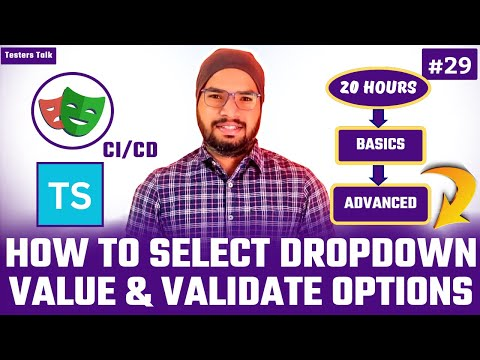 Testers Talk
#29
20 HOURS
CI/CD
BASICS
TS
ADVANCED
HOW TO SELECT DROPDOWN
VALUE & VALIDATE OPTIONS